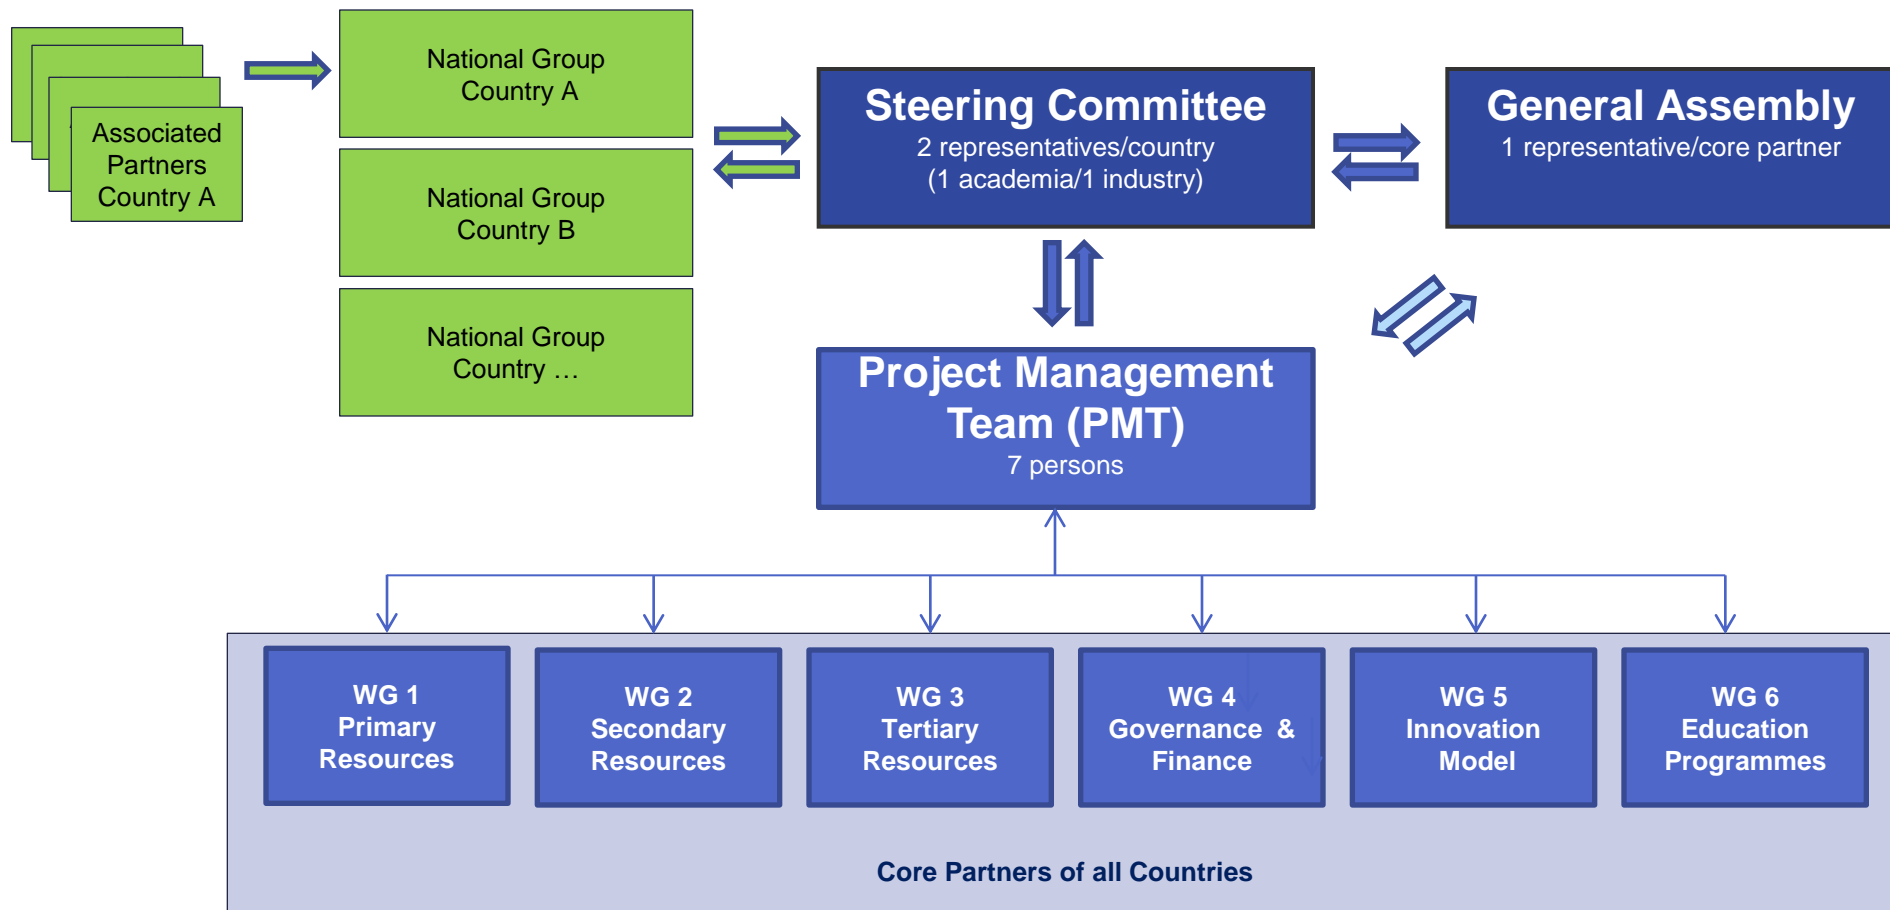 Associated
Partners
Country A
National Group
Country A
National Group
Country B
National Group
Country …
Steering Committee
2 representatives/country
(1 academia/1 industry)
General Assembly
1 representative/core partner
Project Management
Team (PMT)
7 persons
WG 1
Primary
Resources
WG 2
Secondary
Resources
WG 3
Tertiary
Resources
WG 4
Governance &
Finance
WG 5
Innovation
Model
WG 6
Education
Programmes
Core Partners of all Countries